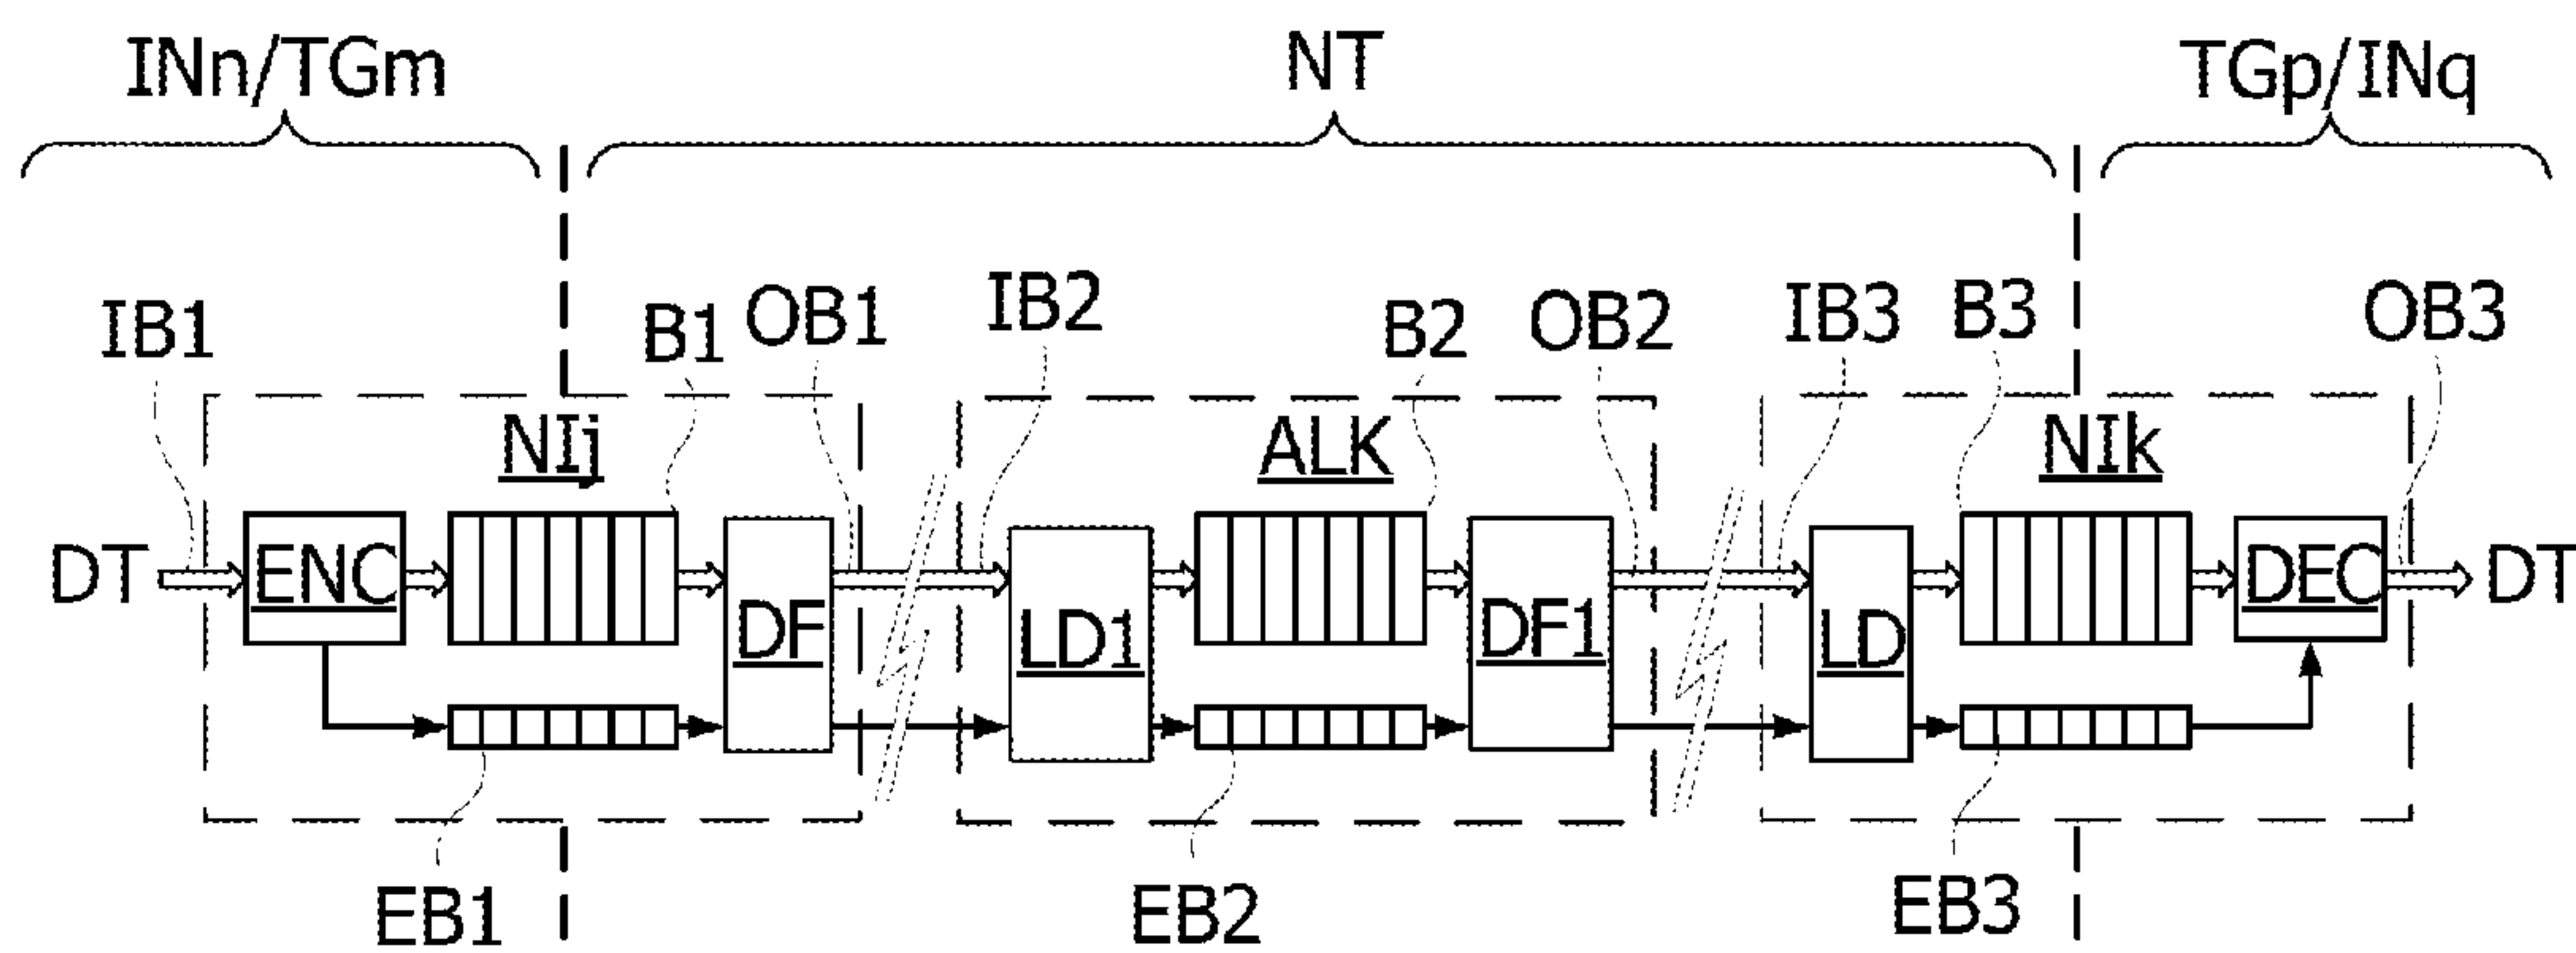 INn/TGm NT TGp/INq
IB1 B1 OB1 IB2 B2 OB2 IB3 B3 OB3
NIj ALK NIk
DT ENC DF LD1 DF1 LD DEC DT
EB1 EB2 EB3